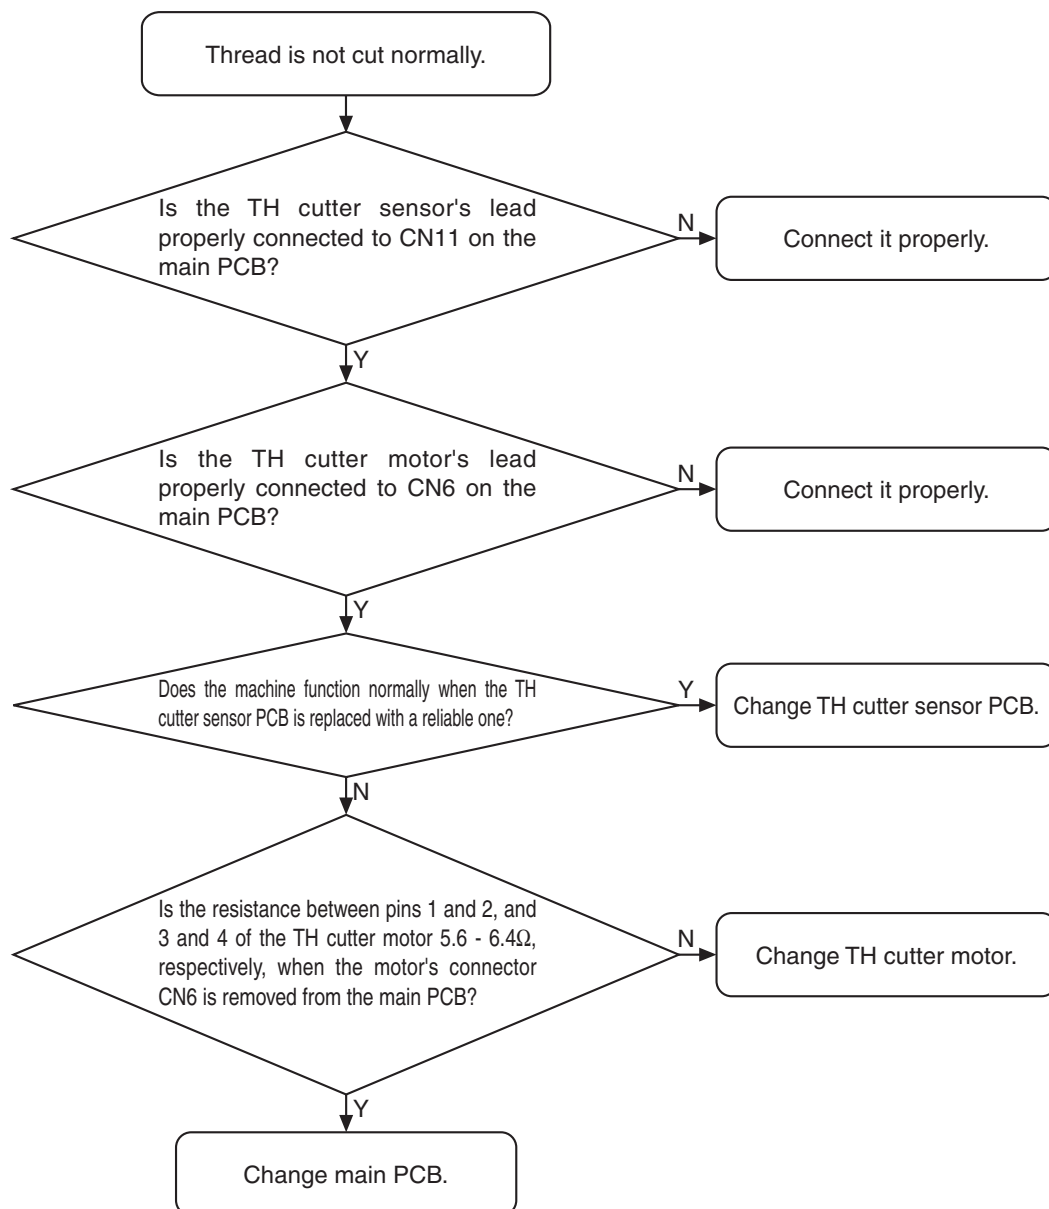 Thread is not cut normally.
Is the TH cutter sensor's lead
properly connected to CN11 on the
main PCB?
N
Connect it properly.
Y
Is the TH cutter motor's lead
properly connected to CN6 on the
main PCB?
N
Connect it properly.
Y
Does the machine function normally when the TH
cutter sensor PCB is replaced with a reliable one?
Y
Change TH cutter sensor PCB.
N
Is the resistance between pins 1 and 2, and
3 and 4 of the TH cutter motor 5.6 - 6.4Ω,
respectively, when the motor's connector
CN6 is removed from the main PCB?
N
Change TH cutter motor.
Y
Change main PCB.